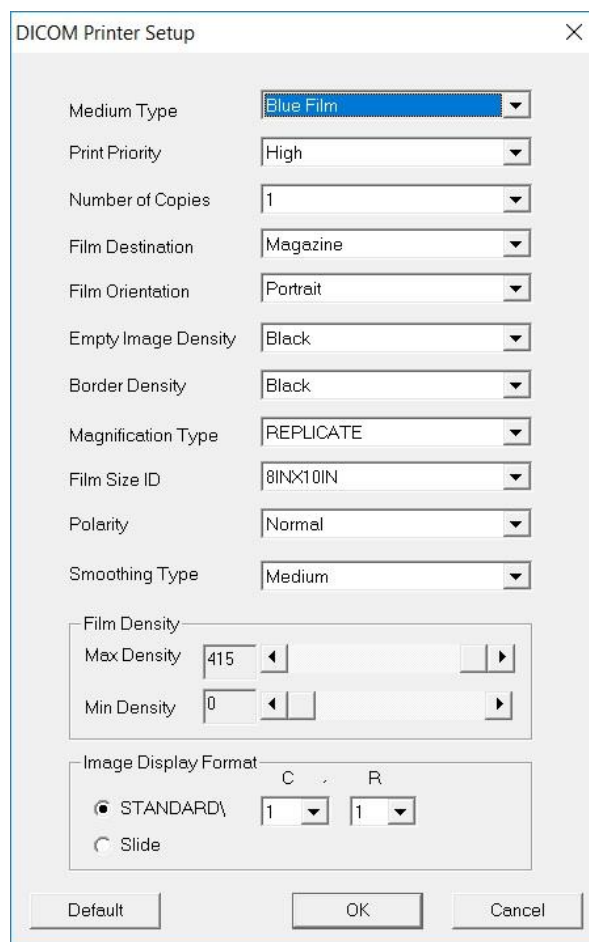 DICOM Printer Setup
Medium Type Blue Film
Print Priority High
Number of Copies 1
Film Destination Magazine
Film Orientation Portrait
Empty Image Density Black
Border Density Black
Magnification Type REPLICATE
Film Size ID 8INX10IN
Polarity Normal
Smoothing Type Medium
Film Density
Max Density 415
Min Density 0
Image Display Format
C , R
STANDARD\ 1 1
Slide
Default OK Cancel